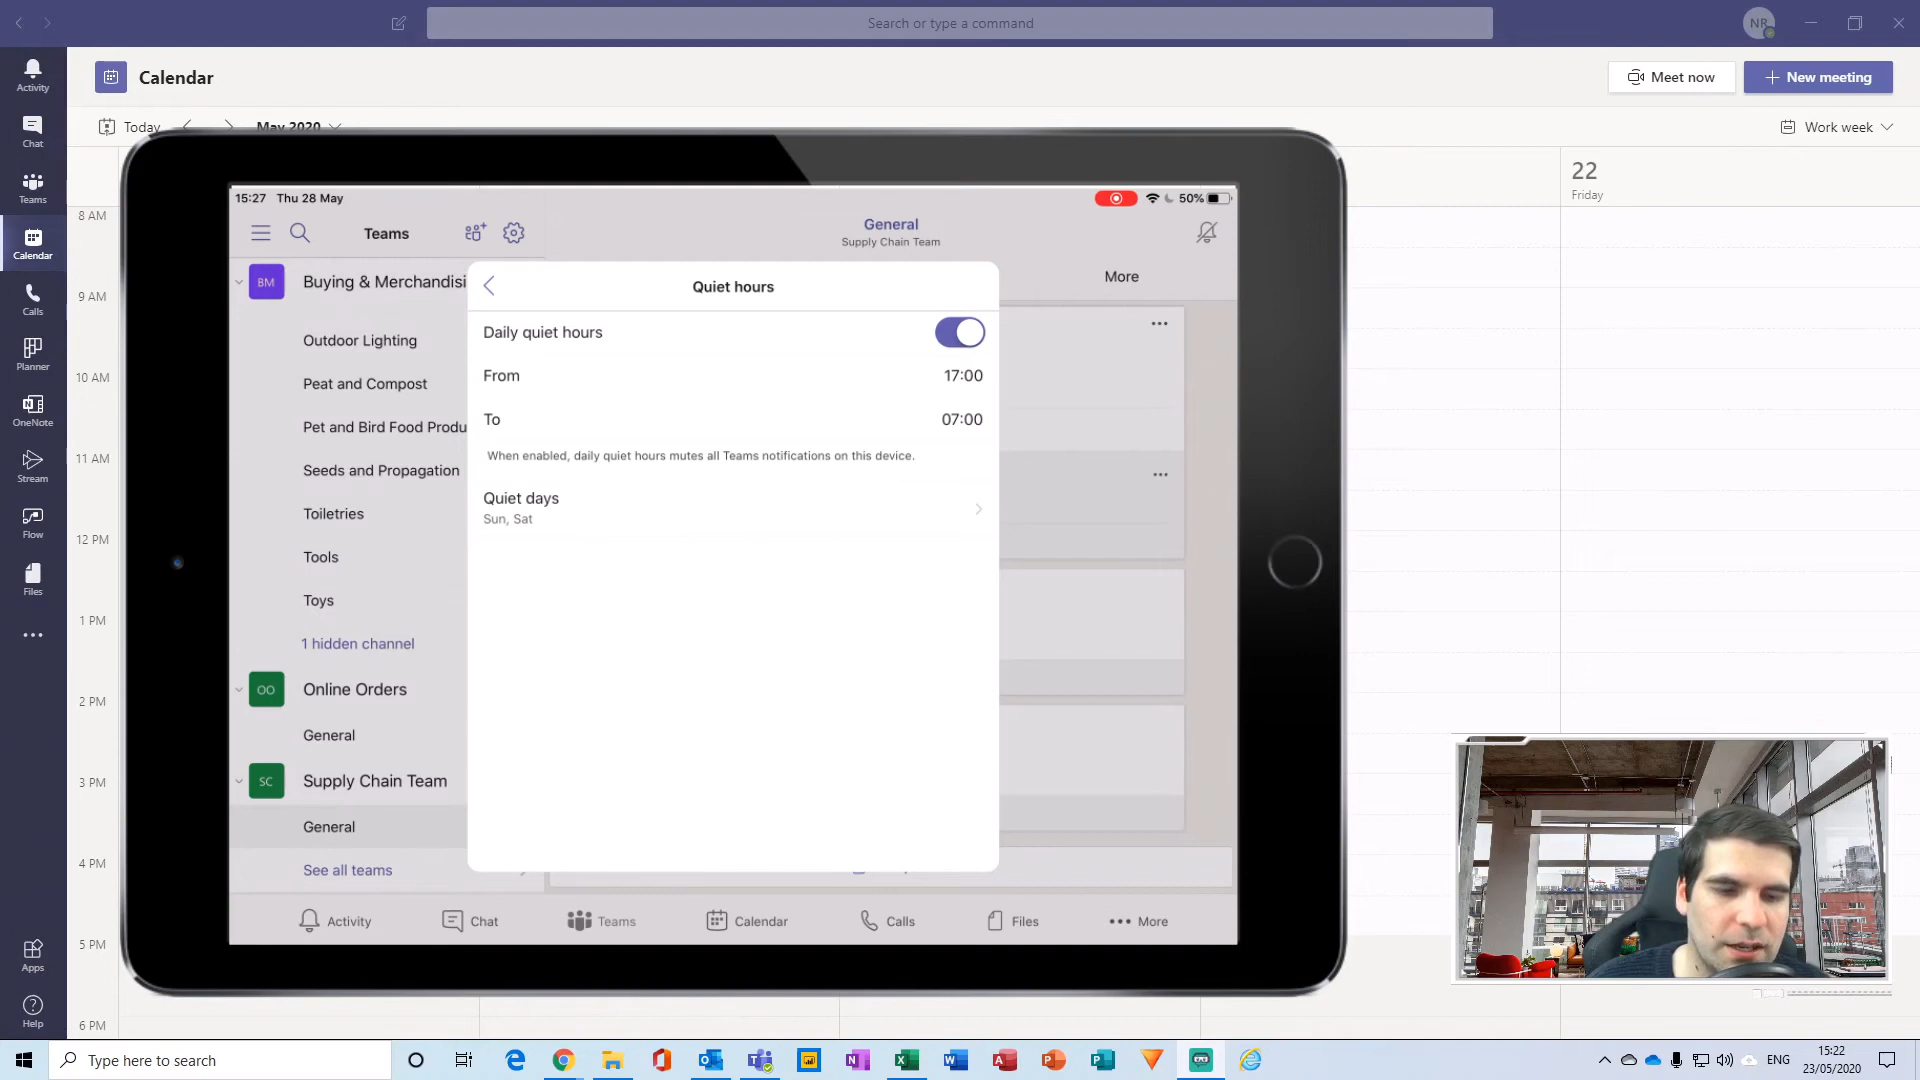 Search or type a command
NR
Activity
Chat
Teams
Calendar
Calls
Planner
OneNote
Stream
Flow
Files
Apps
Help
Calendar
Meet now
New meeting
Today
May 2020
Work week
22
Friday
8 AM
9 AM
10 AM
11 AM
12 PM
1 PM
2 PM
3 PM
4 PM
5 PM
6 PM
15:27 Thu 28 May
50%
Teams
General
Supply Chain Team
More
BM
Buying & Merchandisi
Outdoor Lighting
Peat and Compost
Pet and Bird Food Produ
Seeds and Propagation
Toiletries
Tools
Toys
1 hidden channel
OO
Online Orders
General
SC
Supply Chain Team
General
See all teams
Quiet hours
Daily quiet hours
From 17:00
To 07:00
When enabled, daily quiet hours mutes all Teams notifications on this device.
Quiet days
Sun, Sat
Activity
Chat
Teams
Calendar
Calls
Files
More
Type here to search
ENG
15:22
23/05/2020